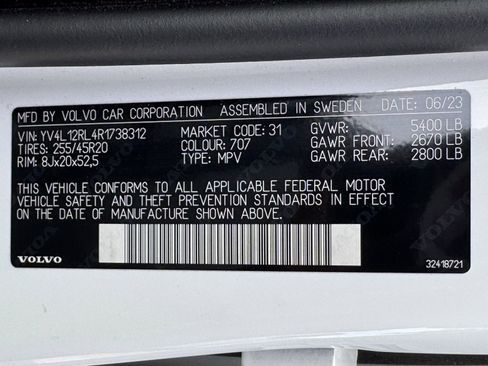 MFD BY VOLVO CAR CORPORATION ASSEMBLED IN SWEDEN DATE: 06/23
VIN:YV4L12RL4R1738312 MARKET CODE: 31 GVWR: 5400 LB
TIRES: 255/45R20 COLOUR: 707 GAWR FRONT: 2670 LB
RIM: 8Jx20x52,5 TYPE: MPV GAWR REAR: 2800 LB
THIS VEHICLE CONFORMS TO ALL APPLICABLE FEDERAL MOTOR
VEHICLE SAFETY AND THEFT PREVENTION STANDARDS IN EFFECT
ON THE DATE OF MANUFACTURE SHOWN ABOVE.
VOLVO 32418721